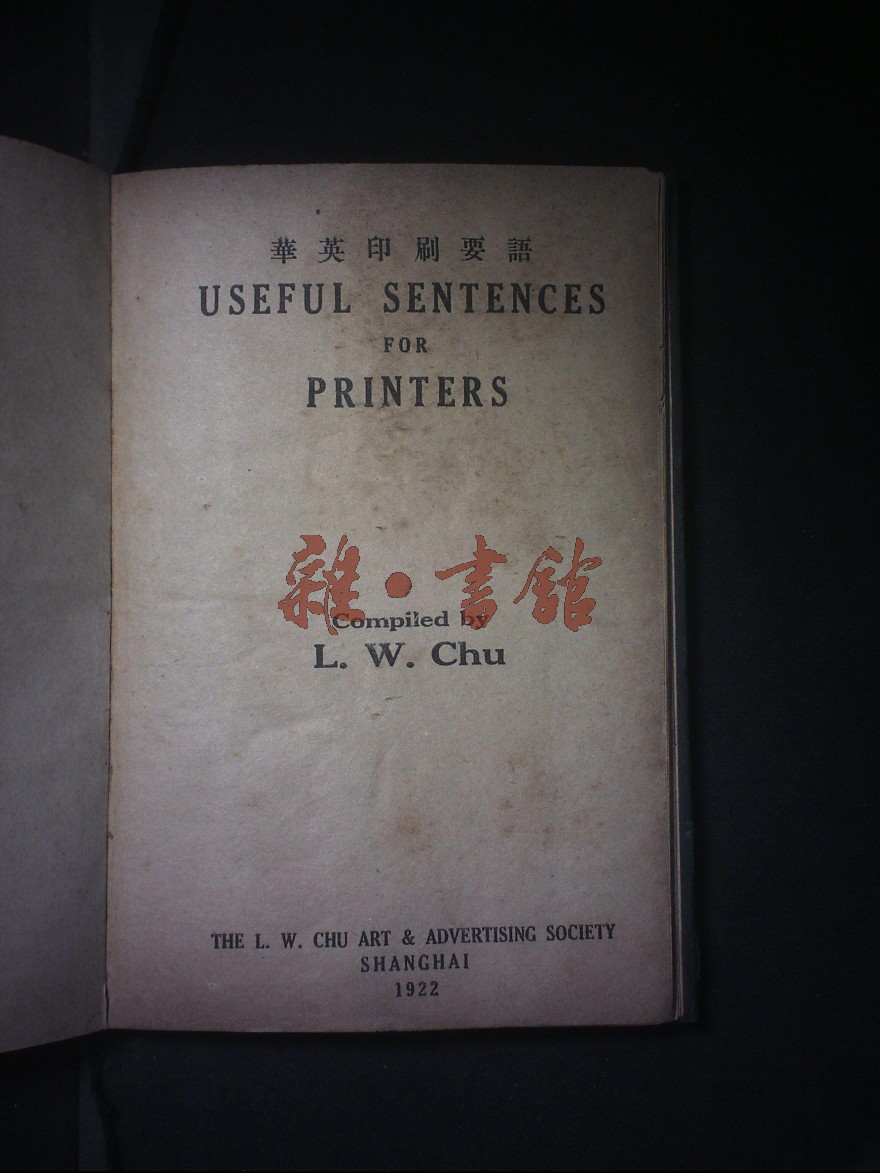 華英印刷要語
USEFUL SENTENCES
FOR
PRINTERS
雜·書館
Compiled by
L. W. Chu
THE L. W. CHU ART & ADVERTISING SOCIETY
SHANGHAI
1922